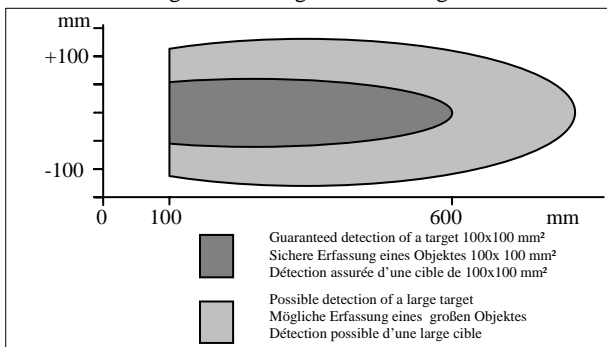 mm
+100
-100
0 100 600 mm
Guaranteed detection of a target 100x100 mm²
Sichere Erfassung eines Objektes 100x 100 mm²
Détection assurée d'une cible de 100x100 mm²
Possible detection of a large target
Mögliche Erfassung eines großen Objektes
Détection possible d'une large cible